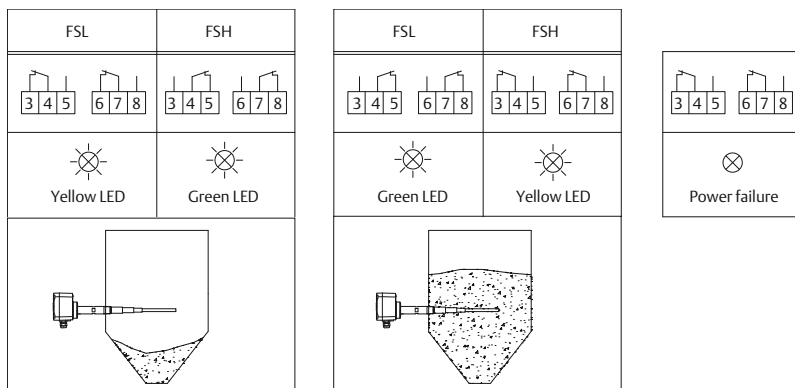 FSL FSH
3 4 5 6 7 8 3 4 5 6 7 8
Yellow LED Green LED
FSL FSH
3 4 5 6 7 8 3 4 5 6 7 8
Green LED Yellow LED
3 4 5 6 7 8
Power failure